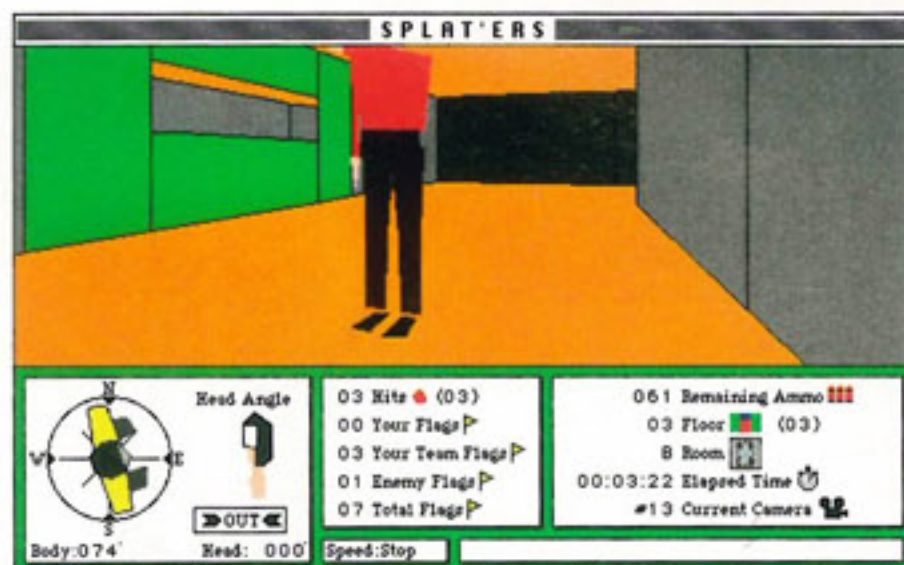 SPLAT'ERS
N
W E
S
Head Angle
OUT
Body:074° Head: 000°
03 Hits (03)
00 Your Flags
03 Your Team Flags
01 Enemy Flags
07 Total Flags
Speed:Stop
061 Remaining Ammo
03 Floor (03)
8 Room
00:03:22 Elapsed Time
#13 Current Camera